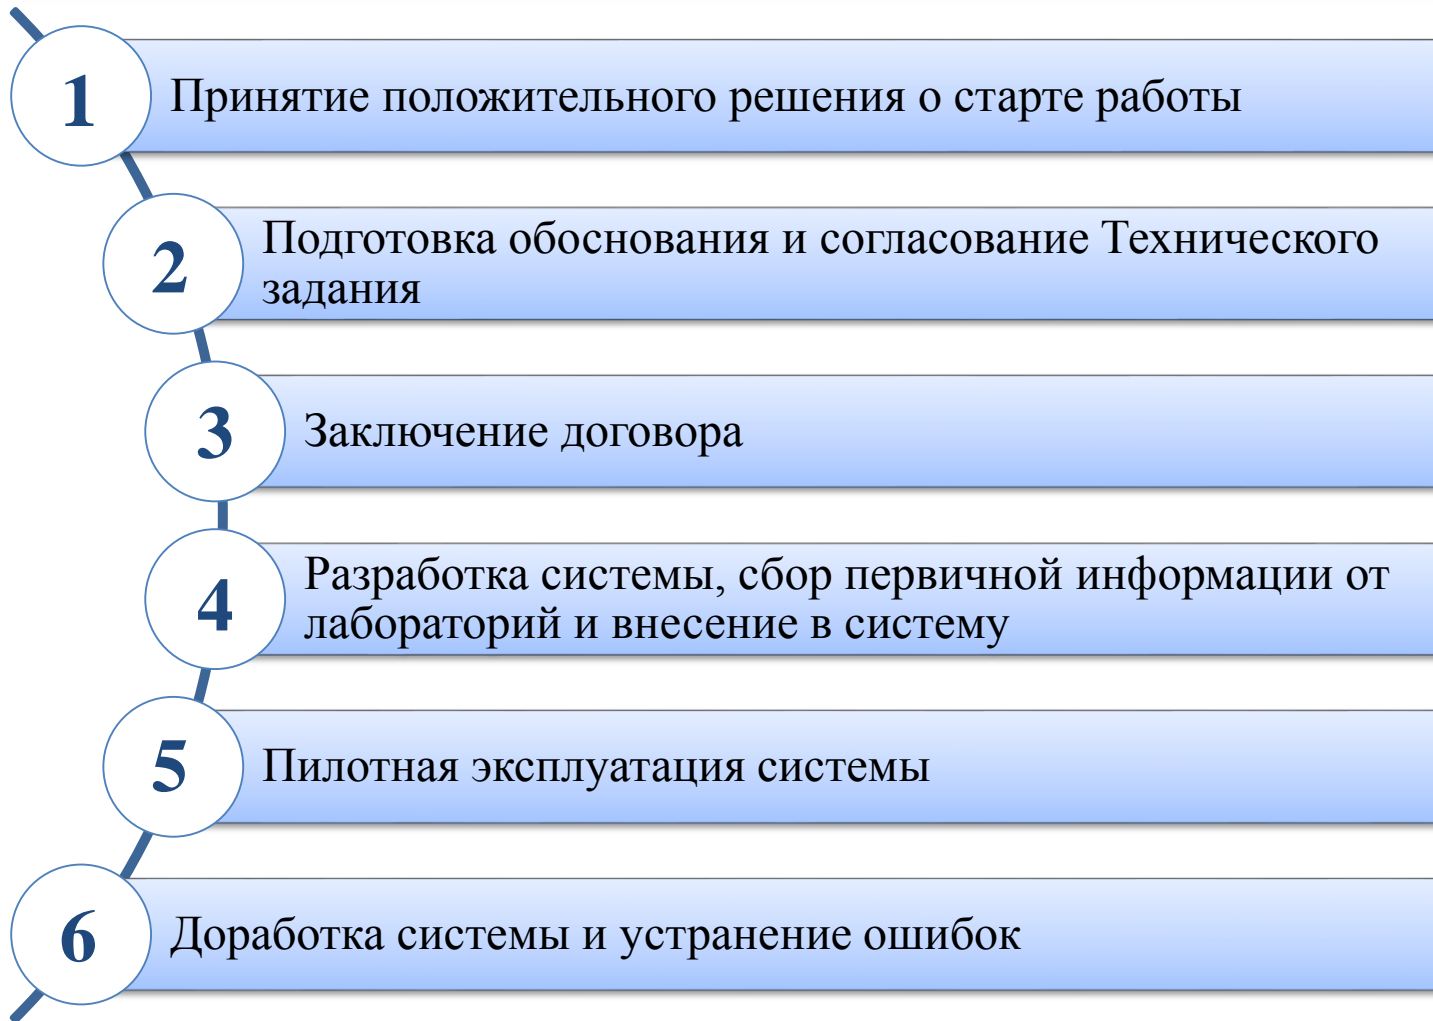 1
Принятие положительного решения о старте работы
2
Подготовка обоснования и согласование Технического
задания
3
Заключение договора
4
Разработка системы, сбор первичной информации от
лабораторий и внесение в систему
5
Пилотная эксплуатация системы
6
Доработка системы и устранение ошибок